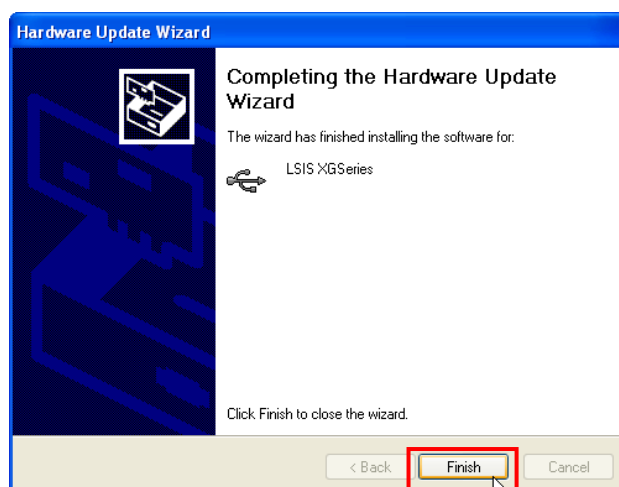 Hardware Update Wizard
Completing the Hardware Update
Wizard
The wizard has finished installing the software for:
LSIS XGSeries
Click Finish to close the wizard.
< Back Finish Cancel